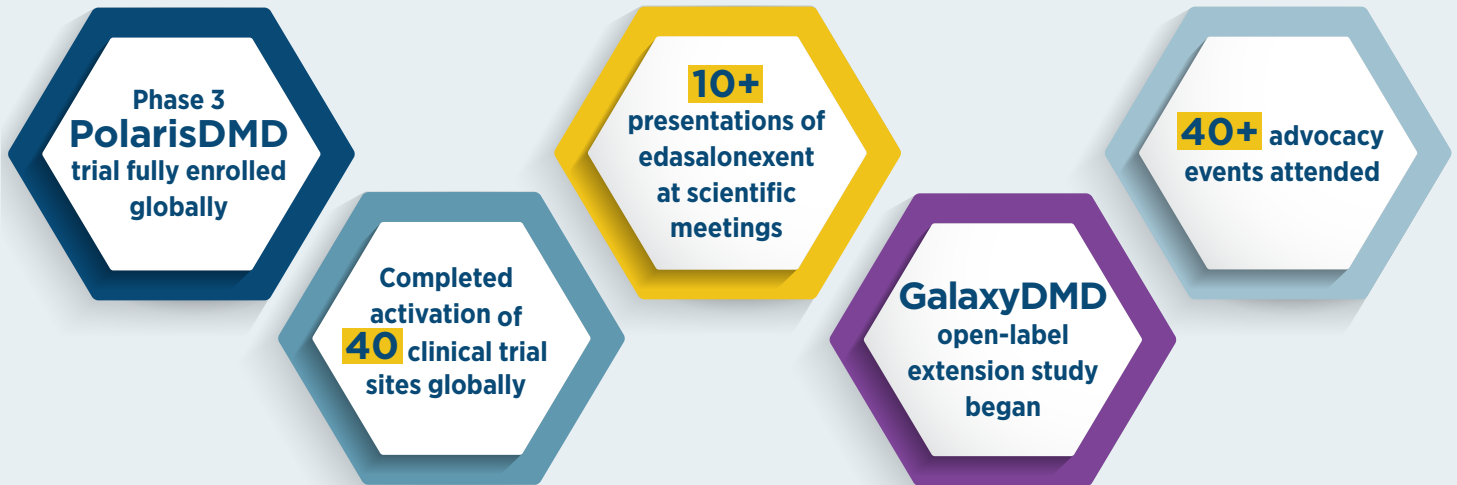 Phase 3
PolarisDMD
trial fully enrolled
globally
Completed
activation of
40 clinical trial
sites globally
10+
presentations of
edasalonexent
at scientific
meetings
GalaxyDMD
open-label
extension study
began
40+ advocacy
events attended